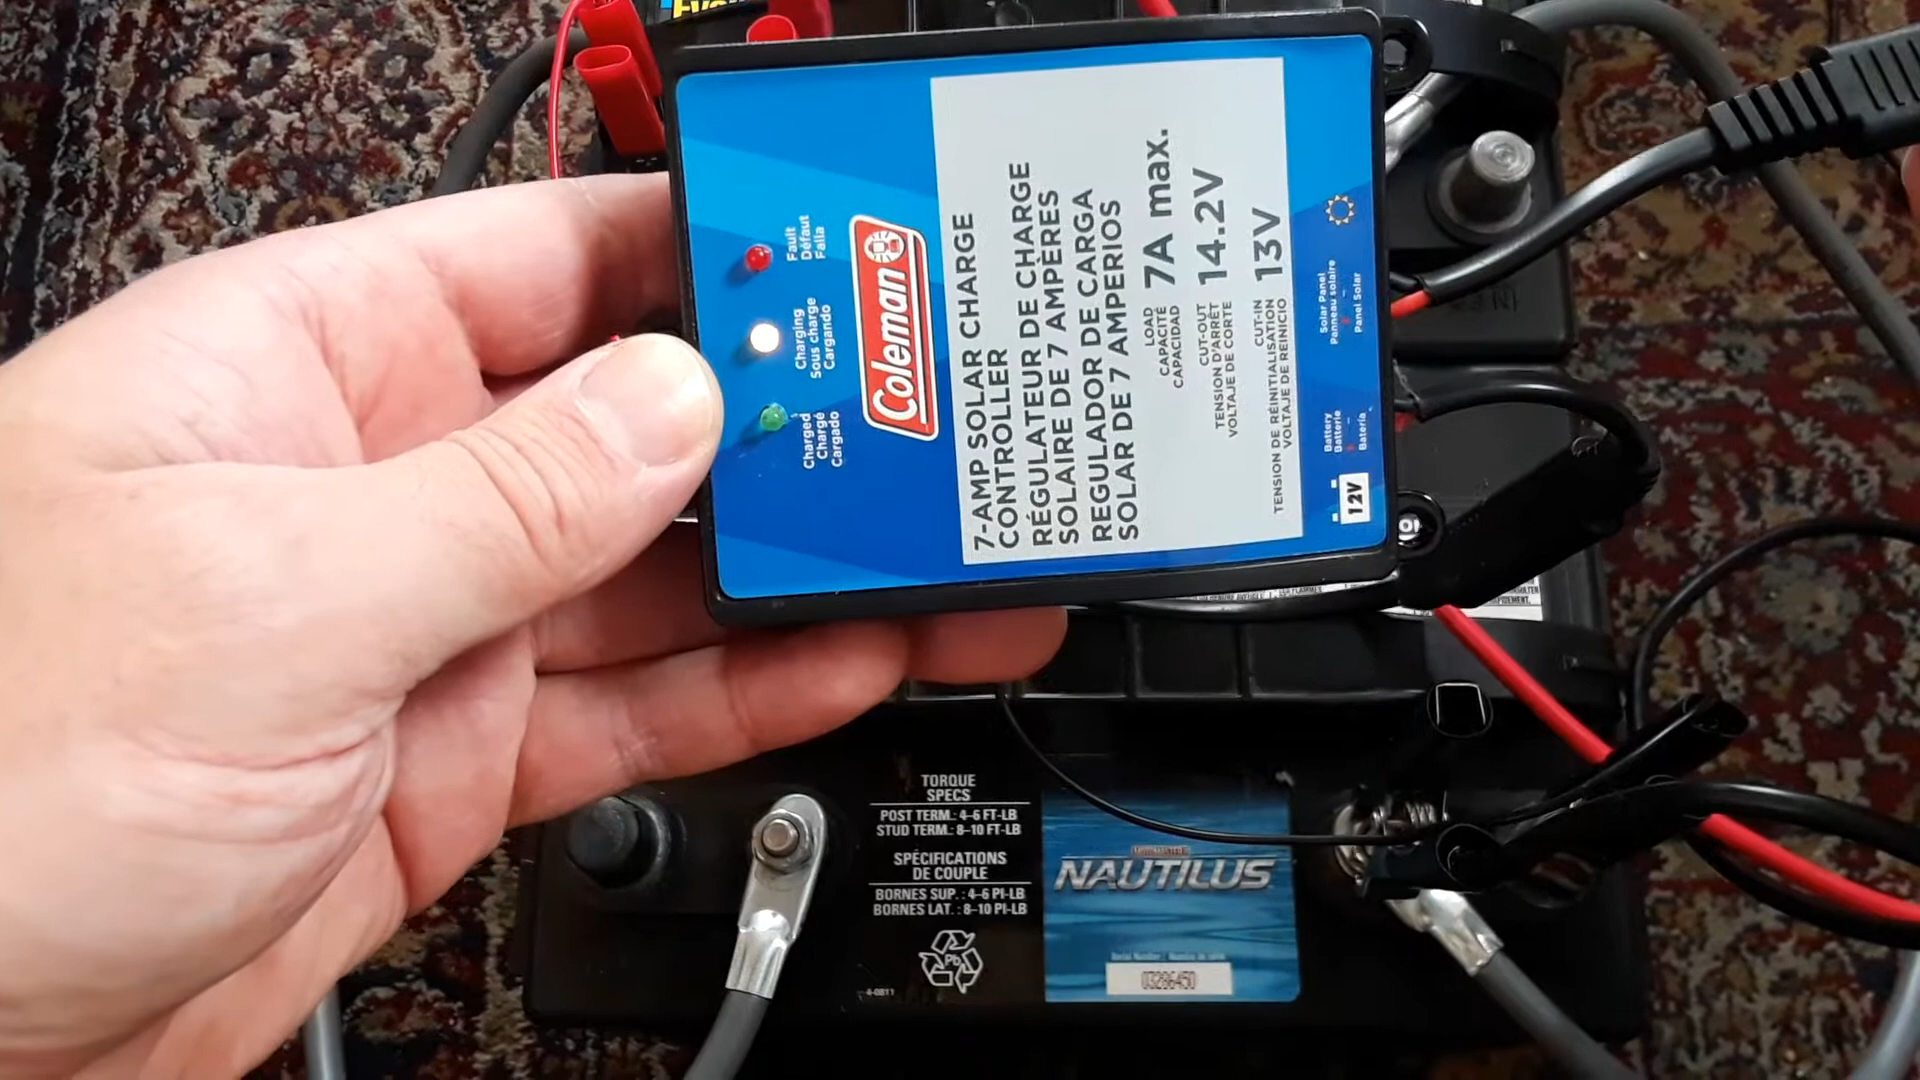 Fault
Défaut
Falla
Charging
Sous charge
Cargando
Charged
Chargé
Cargado
Coleman
7-AMP SOLAR CHARGE
CONTROLLER
RÉGULATEUR DE CHARGE
SOLAIRE DE 7 AMPÈRES
REGULADOR DE CARGA
SOLAR DE 7 AMPERIOS
LOAD
CAPACITÉ
CAPACIDAD
7A max.
CUT-OUT
TENSION D'ARRÊT
VOLTAJE DE CORTE
14.2V
CUT-IN
TENSION DE RÉINITIALISATION
VOLTAJE DE REINICIO
13V
Solar Panel
Panneau solaire
Panel Solar
Battery
Batterie
Batería
12V
TORQUE
SPECS
POST TERM.: 4-6 FT-LB
STUD TERM.: 8-10 FT-LB
SPÉCIFICATIONS
DE COUPLE
BORNES SUP.: 4-6 PI-LB
BORNES LAT.: 8-10 PI-LB
Pb
NAUTILUS
03286450